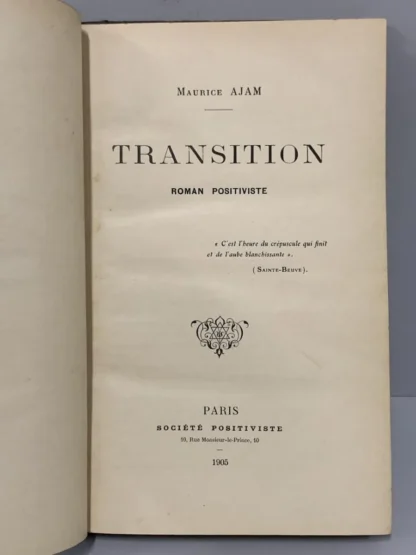 Maurice AJAM
TRANSITION
ROMAN POSITIVISTE
« C'est l'heure du crépuscule qui finit
et de l'aube blanchissante ».
(Sainte-Beuve).
PARIS
SOCIÉTÉ POSITIVISTE
10, Rue Monsieur-le-Prince, 10
1905